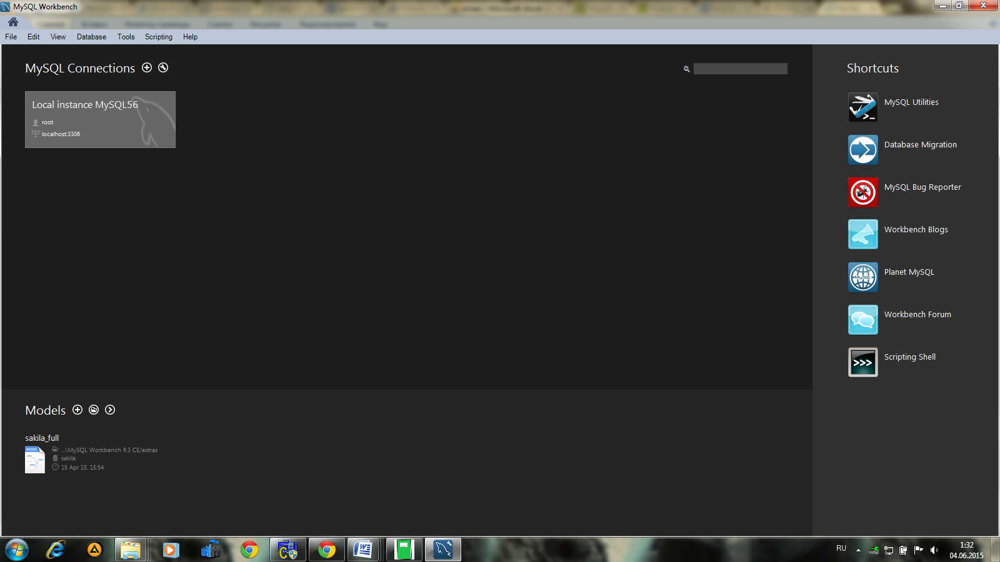 MySQL Workbench
File Edit View Database Tools Scripting Help
MySQL Connections
Local instance MySQL56
root
localhost:3306
Shortcuts
MySQL Utilities
Database Migration
MySQL Bug Reporter
Workbench Blogs
MySQL
Planet MySQL
Workbench Forum
>>>
Scripting Shell
Models
sakila_full
MODEL
...\MySQL Workbench 6.3 CE/extras
sakila
15 Apr 15, 15:54
RU
1:32
04.06.2015